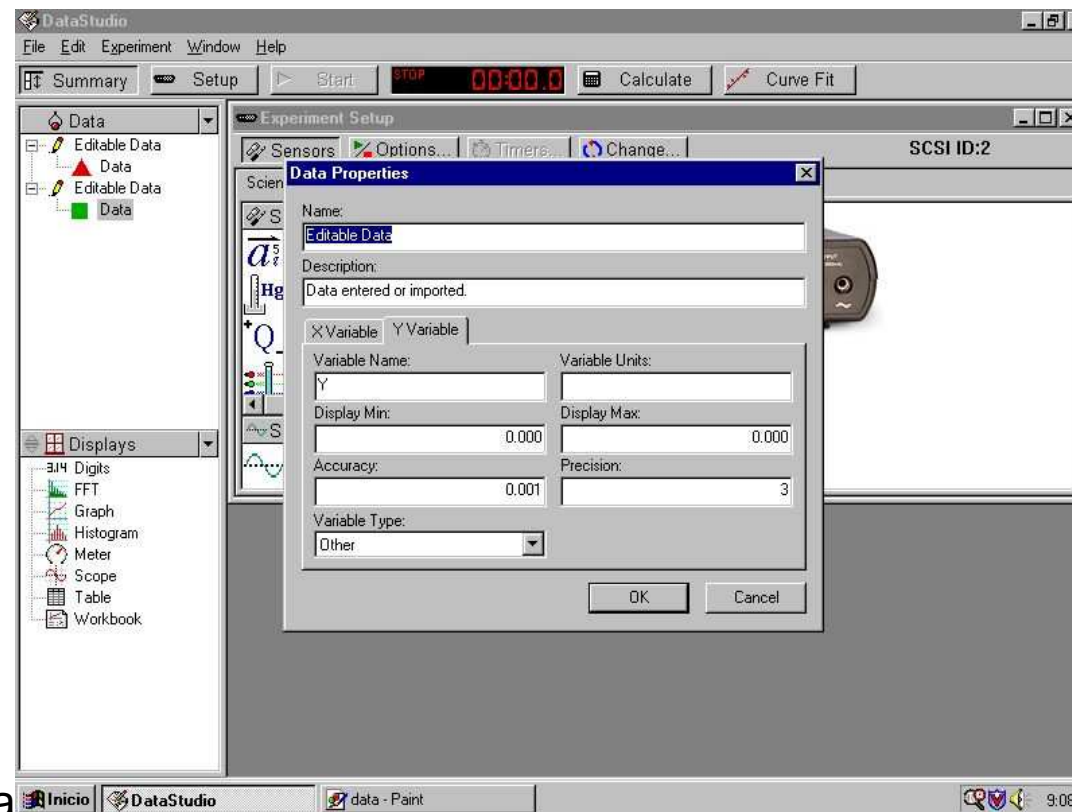 DataStudio
File Edit Experiment Window Help
Summary Setup Start STOP 00:00.0 Calculate Curve Fit
Data
Editable Data
Data
Editable Data
Data
Displays
3.14 Digits
FFT
Graph
Histogram
Meter
Scope
Table
Workbook
Experiment Setup
Sensors Options... Timers... Change... SCSI ID:2
Scien
S
Hg
Q
S
Data Properties
Name:
Editable Data
Description:
Data entered or imported.
X Variable Y Variable
Variable Name: Variable Units:
Y
Display Min: Display Max:
0.000 0.000
Accuracy: Precision:
0.001 3
Variable Type:
Other
OK Cancel
a
Inicio DataStudio data - Paint 9:08